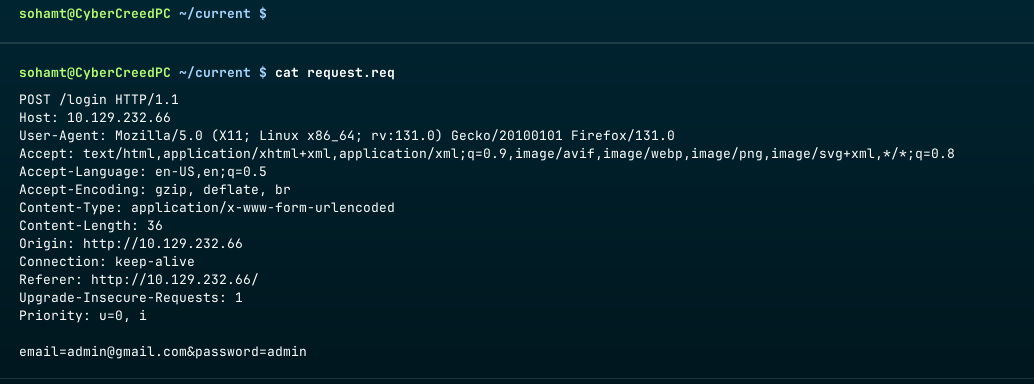 sohamt@CyberCreedPC ~/current $
sohamt@CyberCreedPC ~/current $ cat request.req
POST /login HTTP/1.1
Host: 10.129.232.66
User-Agent: Mozilla/5.0 (X11; Linux x86_64; rv:131.0) Gecko/20100101 Firefox/131.0
Accept: text/html,application/xhtml+xml,application/xml;q=0.9,image/avif,image/webp,image/png,image/svg+xml,*/*;q=0.8
Accept-Language: en-US,en;q=0.5
Accept-Encoding: gzip, deflate, br
Content-Type: application/x-www-form-urlencoded
Content-Length: 36
Origin: http://10.129.232.66
Connection: keep-alive
Referer: http://10.129.232.66/
Upgrade-Insecure-Requests: 1
Priority: u=0, i
email=admin@gmail.com&password=admin